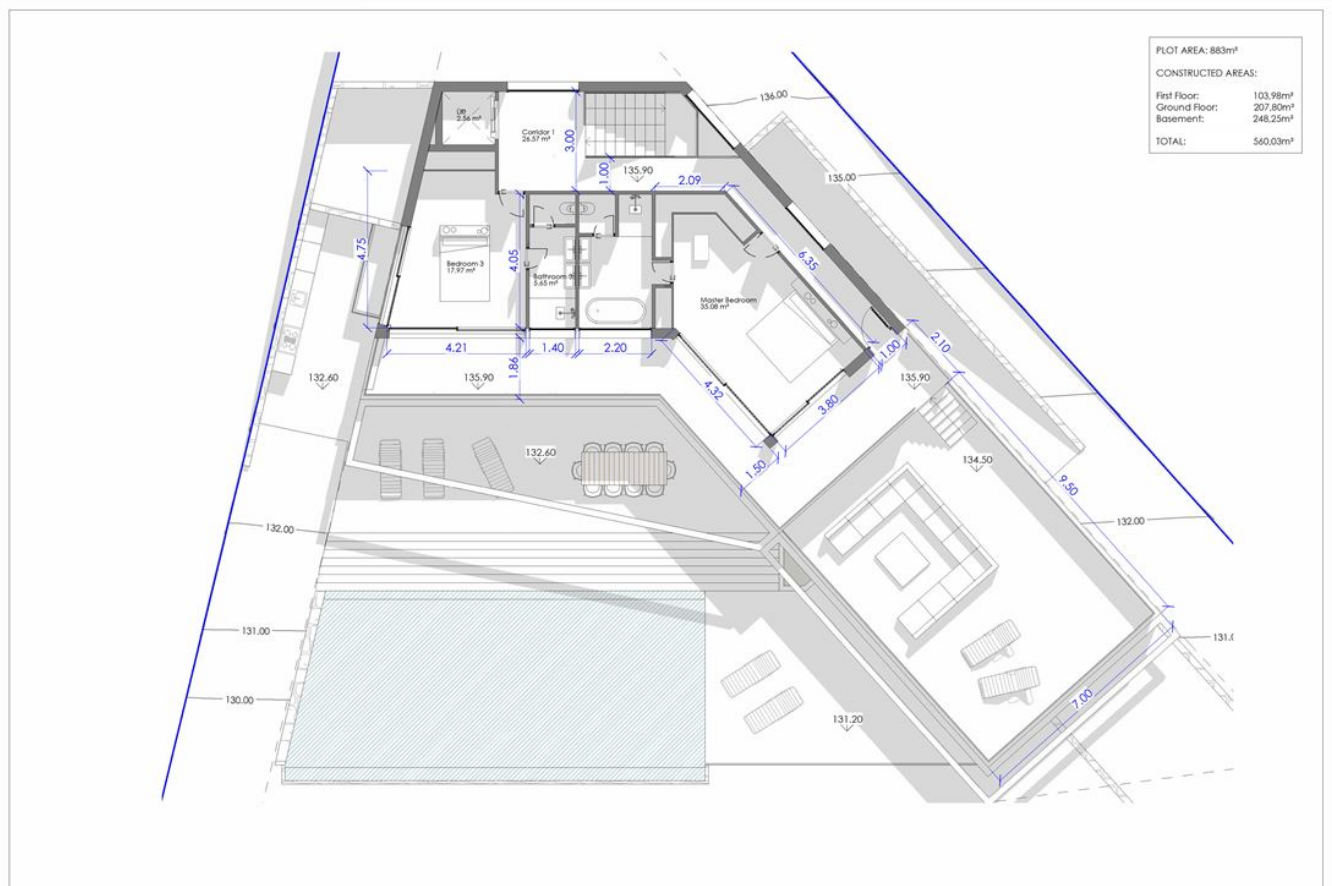 PLOT AREA: 883m²
CONSTRUCTED AREAS:
First Floor: 103,98m²
Ground Floor: 207,80m²
Basement: 248,25m²
TOTAL: 560,03m²
136.00
Lift
2.56 m²
Corridor 1
26.57 m²
3.00
1.00
135.90
2.09
135.00
4.75
Bedroom 3
17.97 m²
4.05
Bathroom 3
5.65 m²
6.35
Master Bedroom
35.08 m²
4.21
1.40
2.20
1.86
135.90
132.60
4.32
3.80
1.00
2.10
135.90
132.60
1.50
134.50
9.50
132.00
132.00
131.00
130.00
131.20
7.00